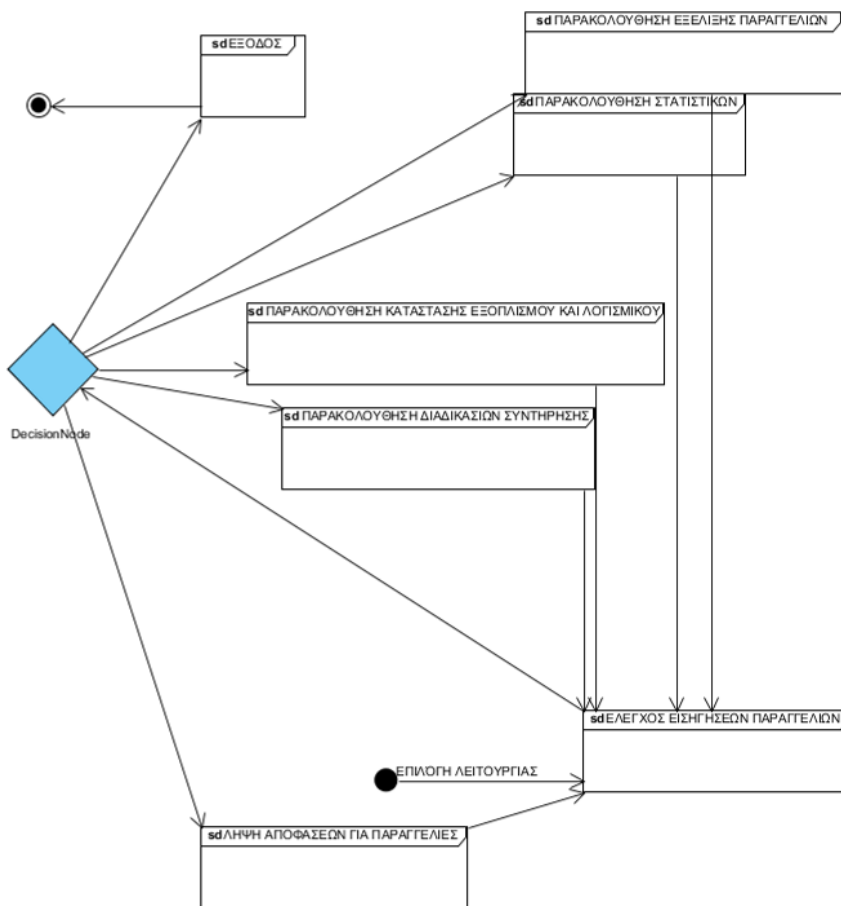 sd ΠΑΡΑΚΟΛΟΥΘΗΣΗ ΕΞΕΛΙΞΗΣ ΠΑΡΑΓΓΕΛΙΩΝ
sd ΕΞΟΔΟΣ
sd ΠΑΡΑΚΟΛΟΥΘΗΣΗ ΣΤΑΤΙΣΤΙΚΩΝ
sd ΠΑΡΑΚΟΛΟΥΘΗΣΗ ΚΑΤΑΣΤΑΣΗΣ ΕΞΟΠΛΙΣΜΟΥ ΚΑΙ ΛΟΓΙΣΜΙΚΟΥ
sd ΠΑΡΑΚΟΛΟΥΘΗΣΗ ΔΙΑΔΙΚΑΣΙΩΝ ΣΥΝΤΗΡΗΣΗΣ
DecisionNode
sd ΕΛΕΓΧΟΣ ΕΙΣΗΓΗΣΕΩΝ ΠΑΡΑΓΓΕΛΙΩΝ
ΕΠΙΛΟΓΗ ΛΕΙΤΟΥΡΓΙΑΣ
sd ΛΗΨΗ ΑΠΟΦΑΣΕΩΝ ΓΙΑ ΠΑΡΑΓΓΕΛΙΕΣ